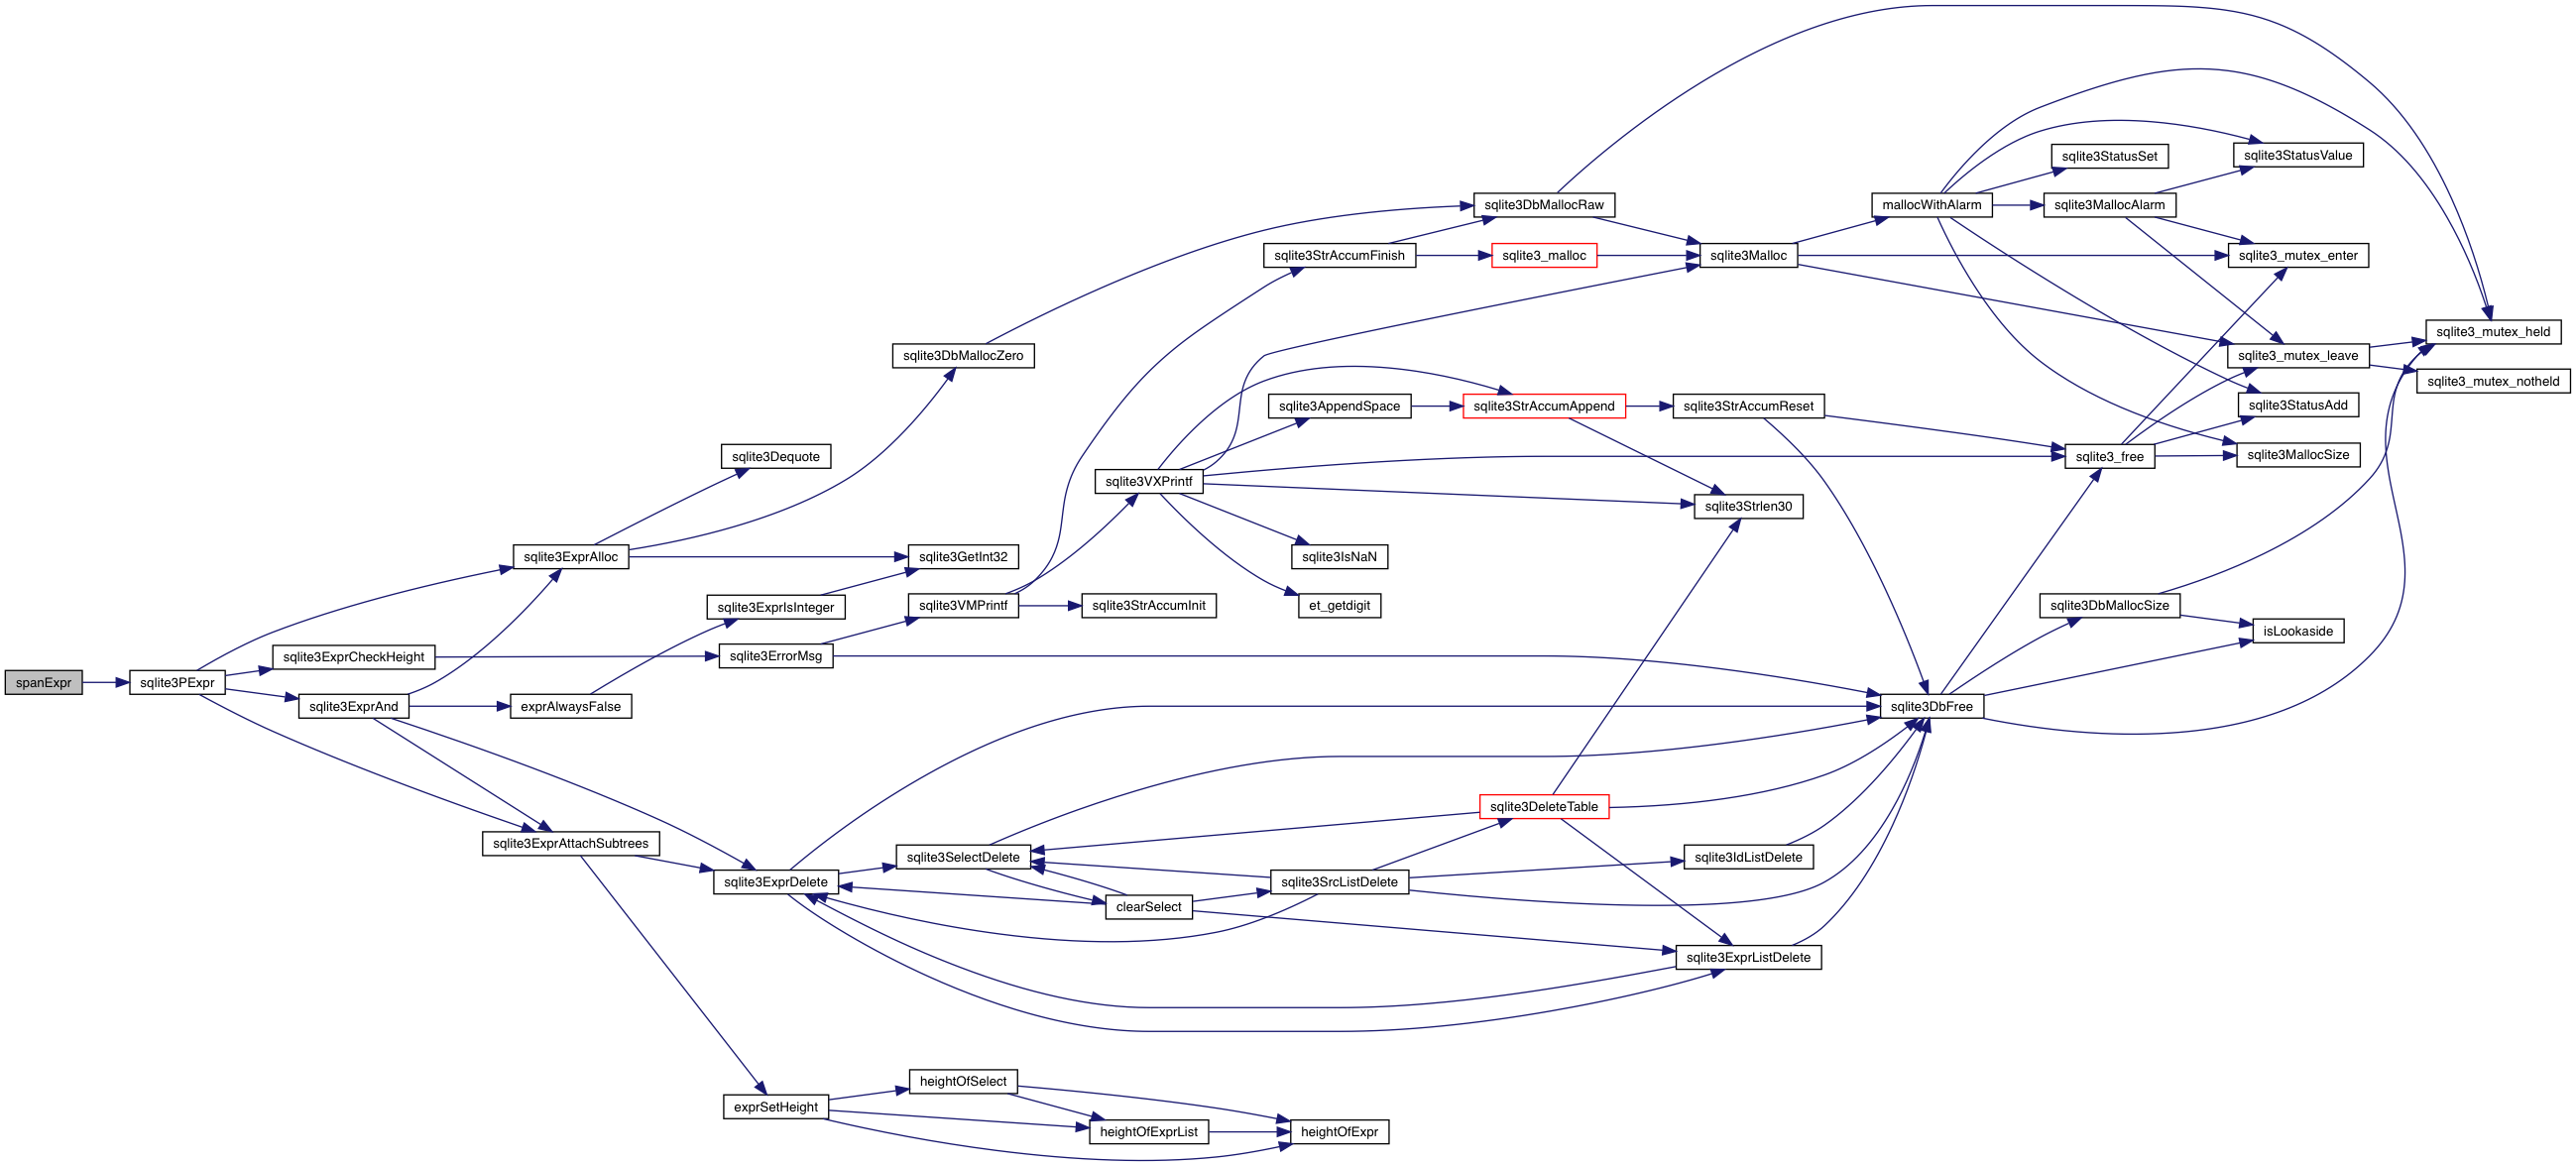 sqlite3DbMallocRaw
sqlite3StatusSet
sqlite3StatusValue
mallocWithAlarm
sqlite3MallocAlarm
sqlite3StrAccumFinish
sqlite3_malloc
sqlite3Malloc
sqlite3_mutex_enter
sqlite3_mutex_held
sqlite3DbMallocZero
sqlite3_mutex_leave
sqlite3_mutex_notheld
sqlite3AppendSpace
sqlite3StrAccumAppend
sqlite3StrAccumReset
sqlite3StatusAdd
sqlite3Dequote
sqlite3_free
sqlite3MallocSize
sqlite3VXPrintf
sqlite3Strlen30
sqlite3ExprAlloc
sqlite3GetInt32
sqlite3IsNaN
sqlite3ExprIsInteger
sqlite3VMPrintf
sqlite3StrAccumInit
et_getdigit
sqlite3DbMallocSize
isLookaside
sqlite3ExprCheckHeight
sqlite3ErrorMsg
spanExpr
sqlite3PExpr
sqlite3ExprAnd
exprAlwaysFalse
sqlite3DbFree
sqlite3DeleteTable
sqlite3ExprAttachSubtrees
sqlite3SelectDelete
sqlite3IdListDelete
sqlite3ExprDelete
sqlite3SrcListDelete
clearSelect
sqlite3ExprListDelete
heightOfSelect
exprSetHeight
heightOfExprList
heightOfExpr